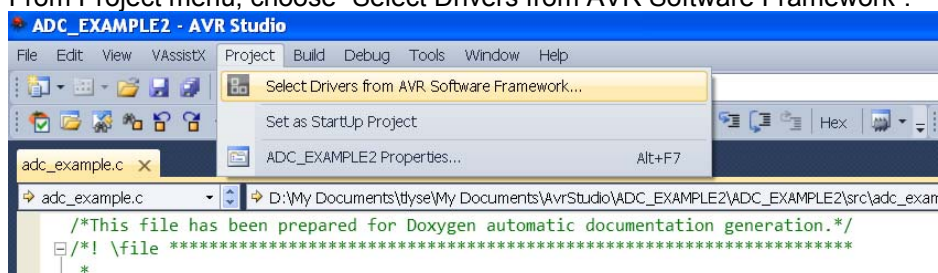 From Project menu, choose "Select Drivers from AVR Software Framework".
ADC_EXAMPLE2 - AVR Studio
File Edit View VAssistX Project Build Debug Tools Window Help
Select Drivers from AVR Software Framework...
Set as StartUp Project
Hex
ADC_EXAMPLE2 Properties... Alt+F7
adc_example.c
adc_example.c D:\My Documents\tlyse\My Documents\AvrStudio\ADC_EXAMPLE2\ADC_EXAMPLE2\src\adc_exam
/*This file has been prepared for Doxygen automatic documentation generation.*/
/*! \file *********************************************************************
*